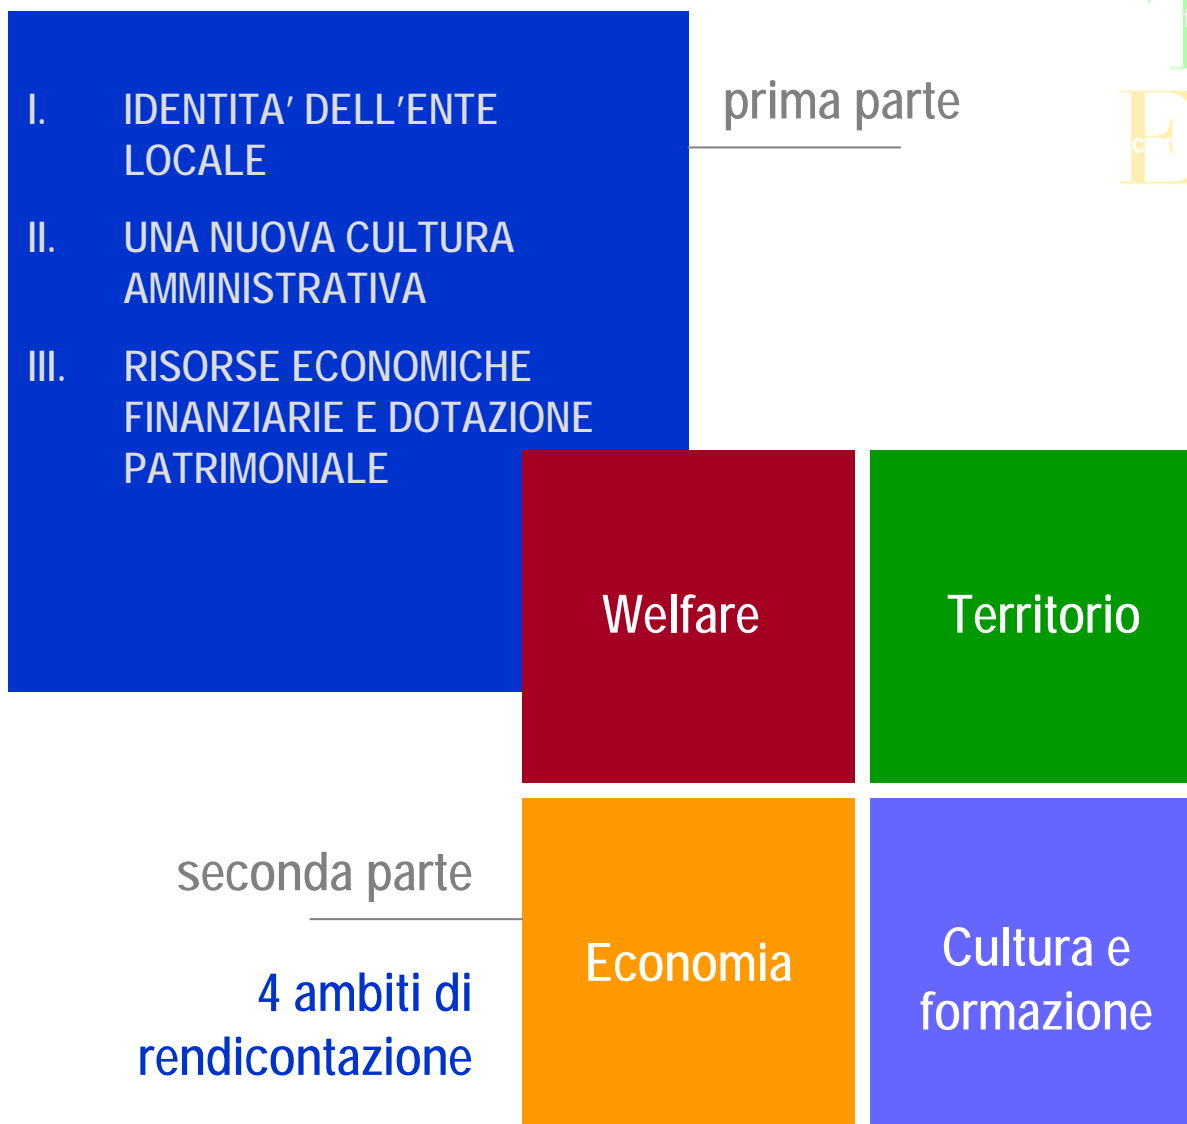 I. IDENTITA' DELL'ENTE
LOCALE
II. UNA NUOVA CULTURA
AMMINISTRATIVA
III. RISORSE ECONOMICHE
FINANZIARIE E DOTAZIONE
PATRIMONIALE
prima parte
E
Welfare
Territorio
seconda parte
4 ambiti di
rendicontazione
Economia
Cultura e
formazione